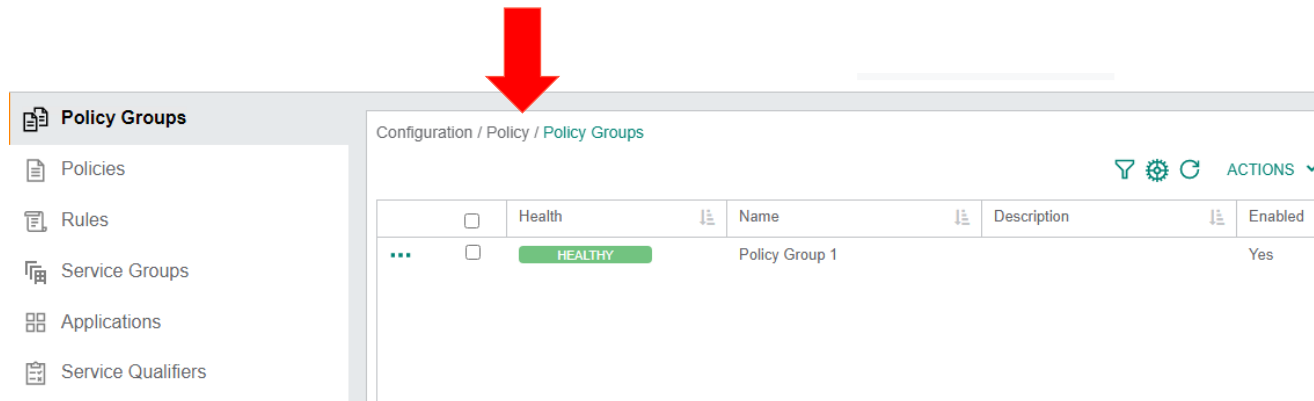 Policy Groups
Policies
Rules
Service Groups
Applications
Service Qualifiers
Configuration / Policy / Policy Groups
ACTIONS
Health Name Description Enabled
HEALTHY Policy Group 1 Yes